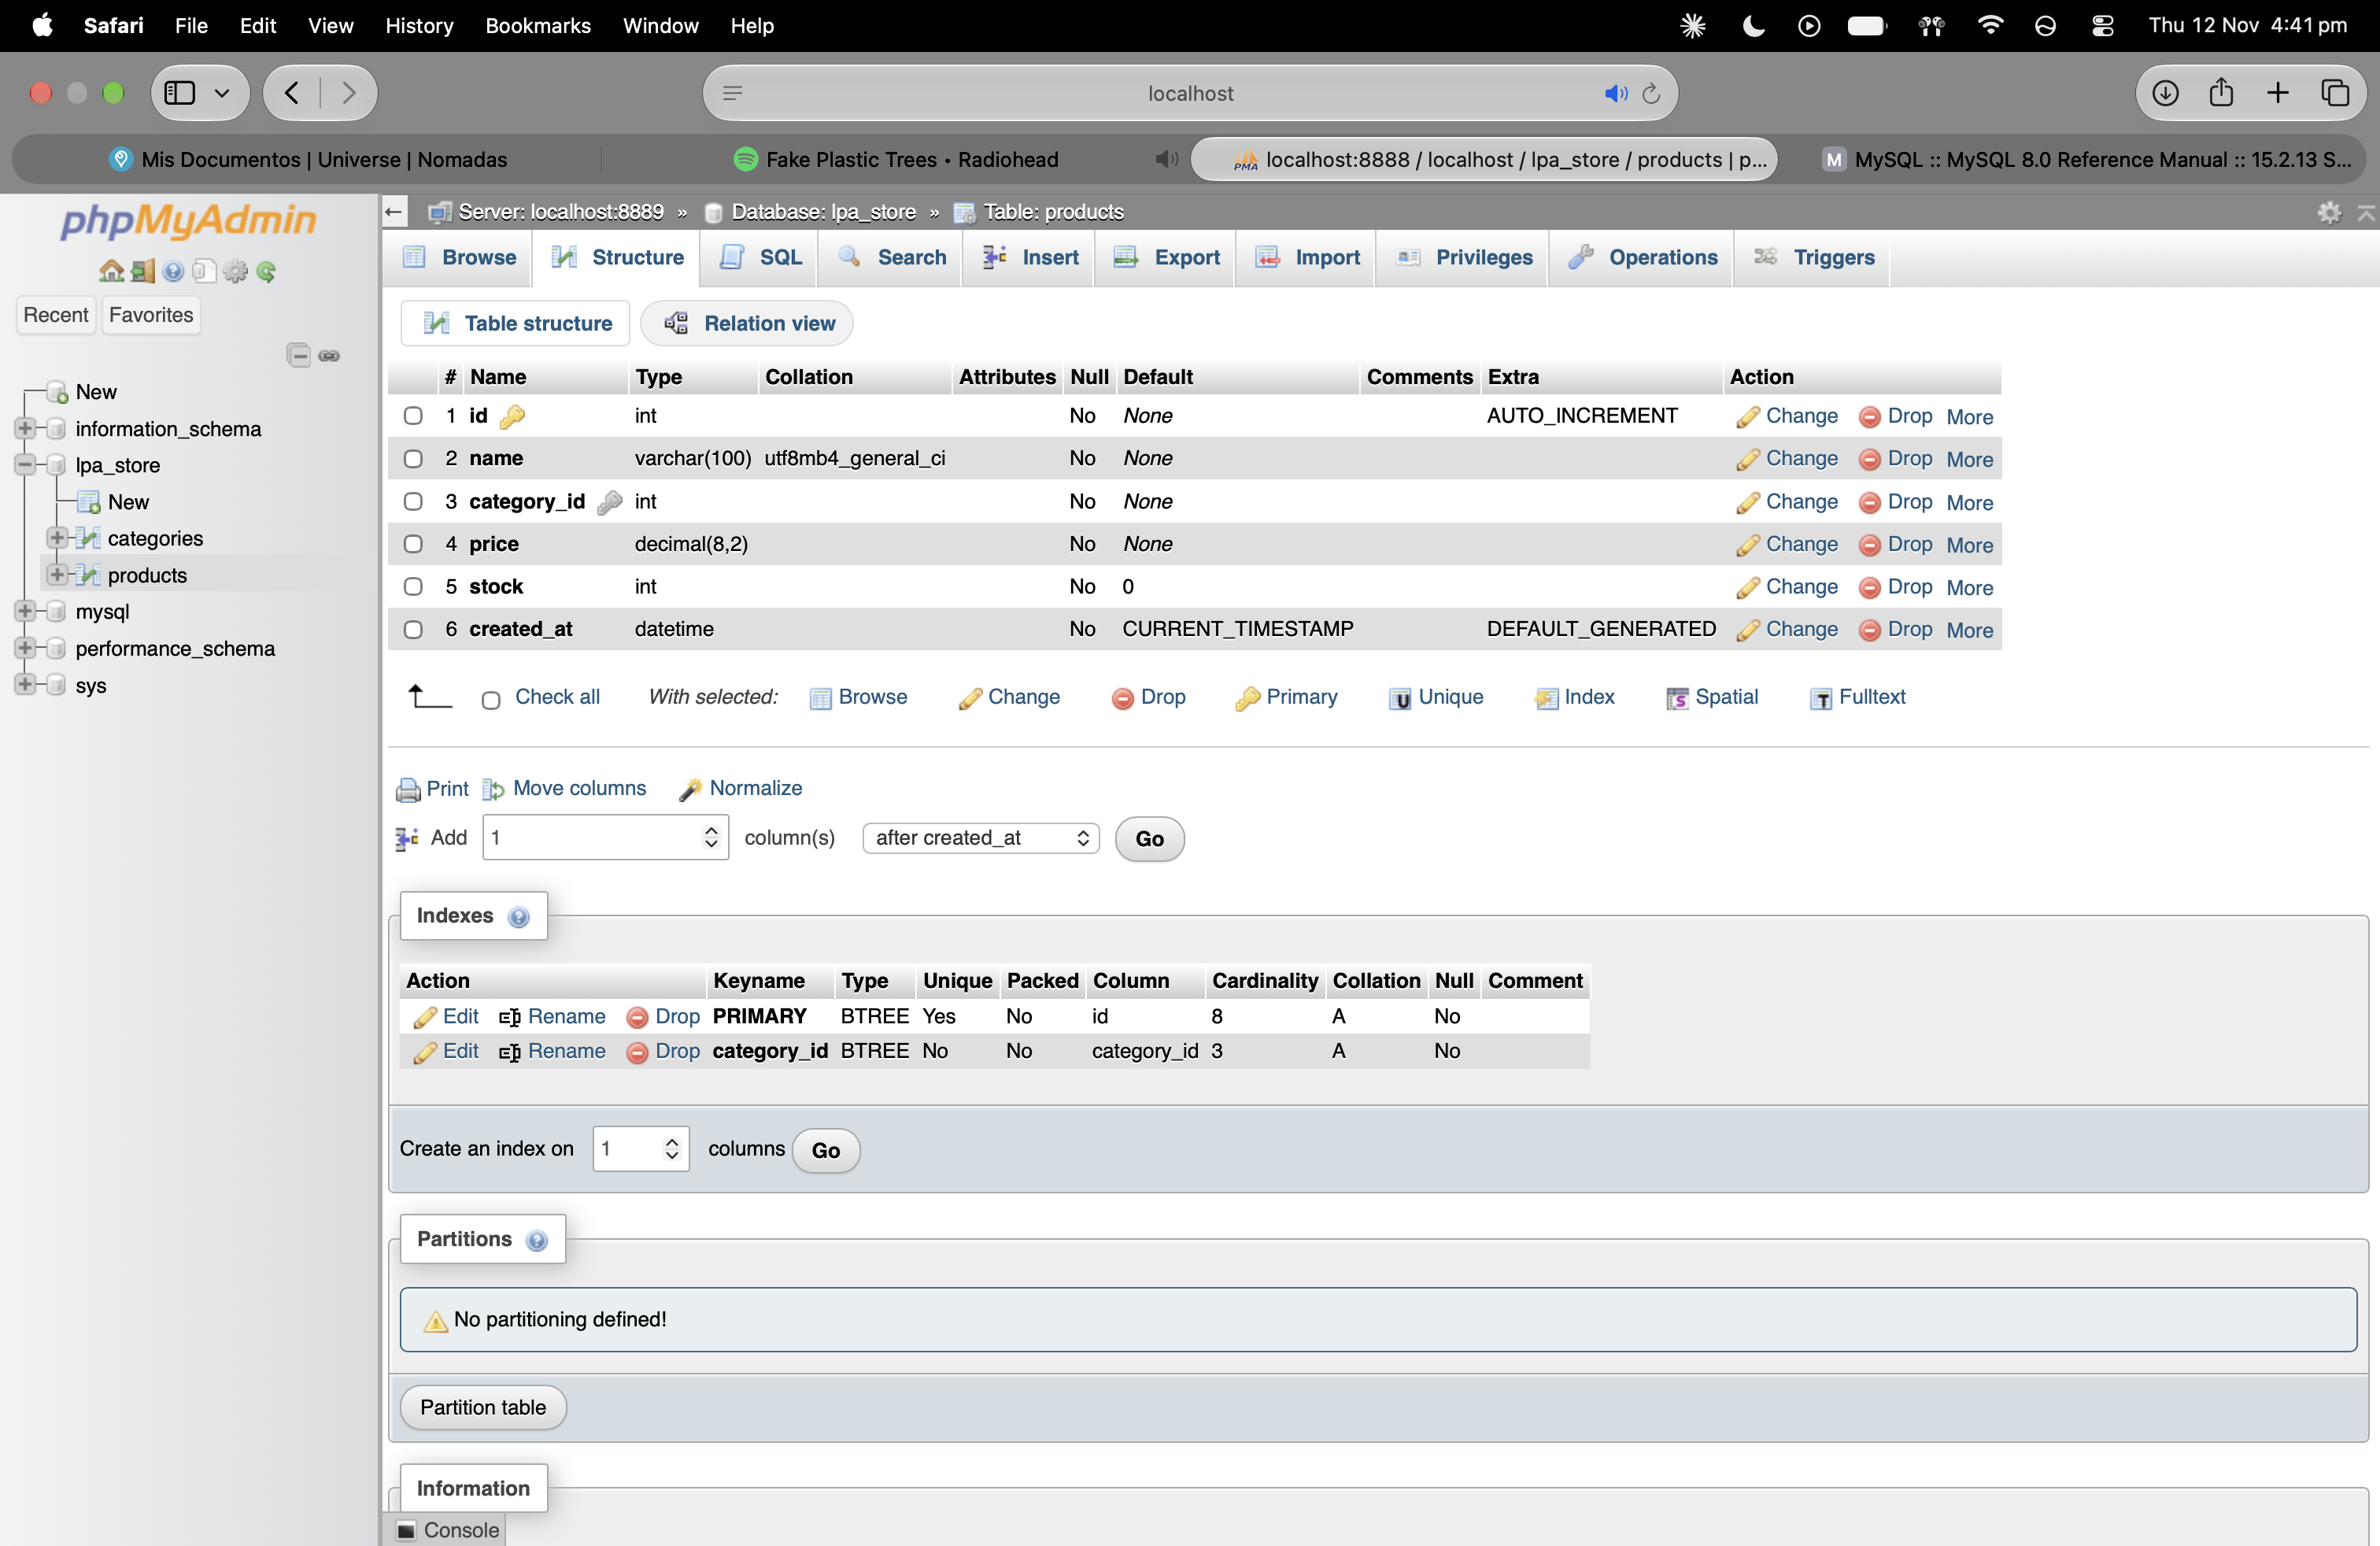 Safari File Edit View History Bookmarks Window Help Thu 12 Nov 4:41 pm
localhost
Mis Documentos | Universe | Nomadas Fake Plastic Trees • Radiohead localhost:8888 / localhost / lpa_store / products | p... M MySQL :: MySQL 8.0 Reference Manual :: 15.2.13 S...
phpMyAdmin
Recent Favorites
New
information_schema
lpa_store
New
categories
products
mysql
performance_schema
sys
Server: localhost:8889 » Database: lpa_store » Table: products
Browse Structure SQL Search Insert Export Import Privileges Operations Triggers
Table structure Relation view
# Name Type Collation Attributes Null Default Comments Extra Action
1 id int No None AUTO_INCREMENT Change Drop More
2 name varchar(100) utf8mb4_general_ci No None Change Drop More
3 category_id int No None Change Drop More
4 price decimal(8,2) No None Change Drop More
5 stock int No 0 Change Drop More
6 created_at datetime No CURRENT_TIMESTAMP DEFAULT_GENERATED Change Drop More
Check all With selected: Browse Change Drop Primary Unique Index Spatial Fulltext
Print Move columns Normalize
Add 1 column(s) after created_at Go
Indexes
Action Keyname Type Unique Packed Column Cardinality Collation Null Comment
Edit Rename Drop PRIMARY BTREE Yes No id 8 A No
Edit Rename Drop category_id BTREE No No category_id 3 A No
Create an index on 1 columns Go
Partitions
No partitioning defined!
Partition table
Information
Console